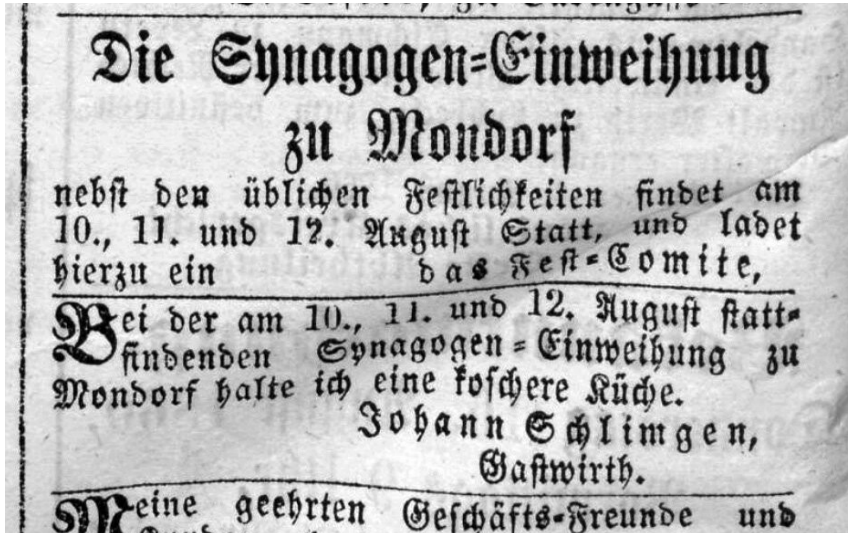 Die Synagogen=Einweihung
zu Mondorf
nebst den üblichen Festlichkeiten findet am
10., 11. und 12. August Statt, und ladet
hierzu ein das Fest=Comite,
Bei der am 10., 11. und 12. August statt=
findenden Synagogen=Einweihung zu
Mondorf halte ich eine koschere Küche.
Johann Schlimgen,
Gastwirth.
Meine geehrten Geschäfts=Freunde und